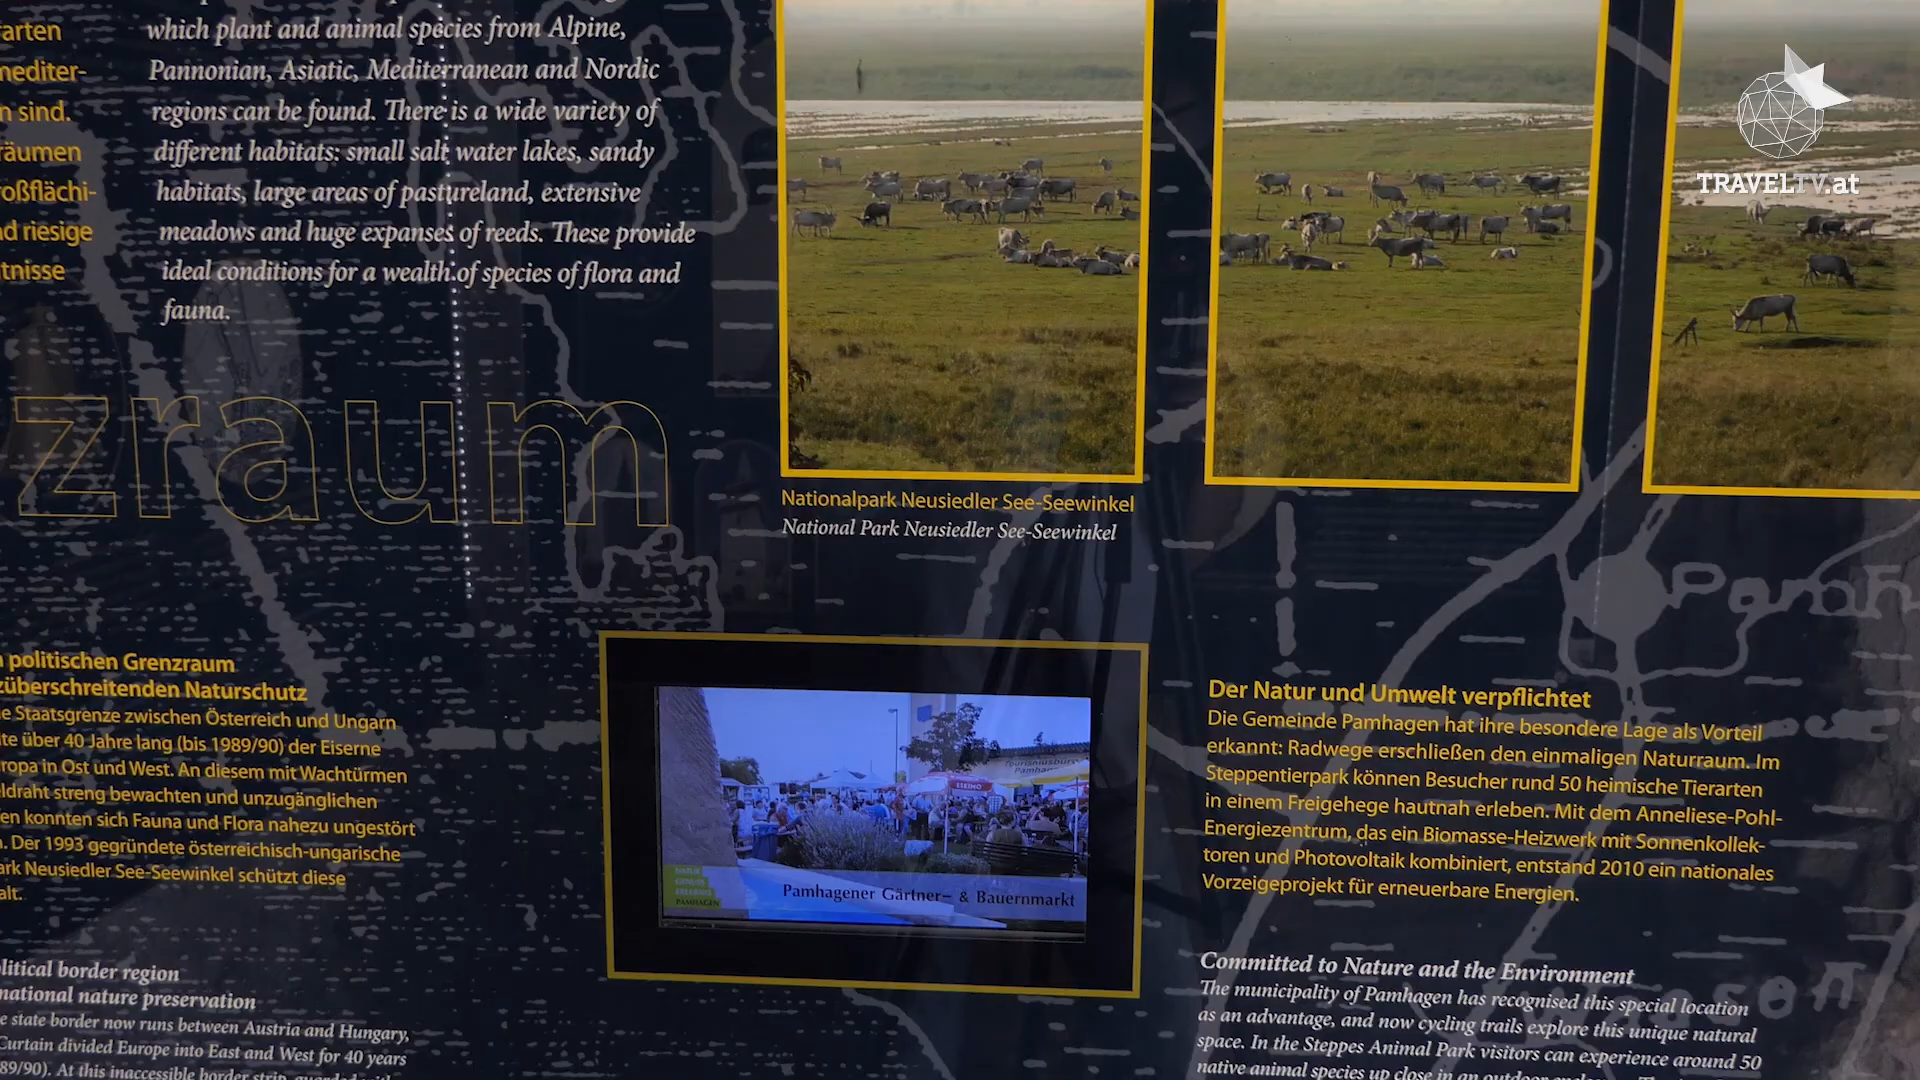 arten
mediter-
n sind.
räumen
oßflächi-
nd riesige
tnisse
which plant and animal species from Alpine,
Pannonian, Asiatic, Mediterranean and Nordic
regions can be found. There is a wide variety of
different habitats: small salt water lakes, sandy
habitats, large areas of pastureland, extensive
meadows and huge expanses of reeds. These provide
ideal conditions for a wealth of species of flora and
fauna.
TRAVELTV.at
zraum
Nationalpark Neusiedler See-Seewinkel
National Park Neusiedler See-Seewinkel
politischen Grenzraum
züberschreitenden Naturschutz
e Staatsgrenze zwischen Österreich und Ungarn
te über 40 Jahre lang (bis 1989/90) der Eiserne
ropa in Ost und West. An diesem mit Wachtürmen
eldraht streng bewachten und unzugänglichen
en konnten sich Fauna und Flora nahezu ungestört
. Der 1993 gegründete österreichisch-ungarische
ark Neusiedler See-Seewinkel schützt diese
alt.
litical border region
national nature preservation
e state border now runs between Austria and Hungary,
Curtain divided Europe into East and West for 40 years
89/90). At this inaccessible border strip, guarded with
Tourismusbüro
ESKIMO
NATUR
GENUSS
ERLEBNIS
PAMHAGEN
Pamhagener Gärtner- & Bauernmarkt
Der Natur und Umwelt verpflichtet
Die Gemeinde Pamhagen hat ihre besondere Lage als Vorteil
erkannt: Radwege erschließen den einmaligen Naturraum. Im
Steppentierpark können Besucher rund 50 heimische Tierarten
in einem Freigehege hautnah erleben. Mit dem Anneliese-Pohl-
Energiezentrum, das ein Biomasse-Heizwerk mit Sonnenkollek-
toren und Photovoltaik kombiniert, entstand 2010 ein nationales
Vorzeigeprojekt für erneuerbare Energien.
Committed to Nature and the Environment
The municipality of Pamhagen has recognised this special location
as an advantage, and now cycling trails explore this unique natural
space. In the Steppes Animal Park visitors can experience around 50
native animal species up close in an outdoor